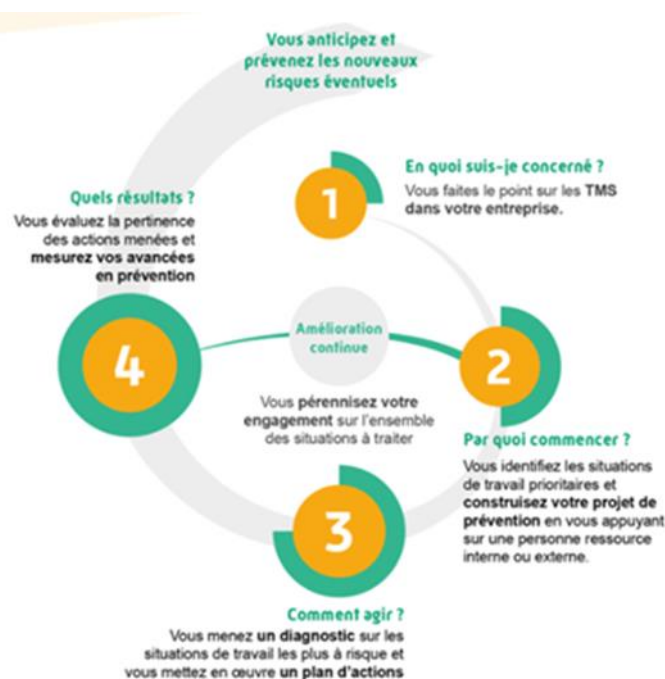 Vous anticipez et
prévenez les nouveaux
risques éventuels
1
En quoi suis-je concerné ?
Vous faites le point sur les TMS
dans votre entreprise.
Quels résultats ?
Vous évaluez la pertinence
des actions menées et
mesurez vos avancées
en prévention
4
Amélioration
continue
2
Vous pérennisez votre
engagement sur l'ensemble
des situations à traiter
Par quoi commencer ?
Vous identifiez les situations
de travail prioritaires et
construisez votre projet de
prévention en vous appuyant
sur une personne ressource
interne ou externe.
3
Comment agir ?
Vous menez un diagnostic sur les
situations de travail les plus à risque et
vous mettez en œuvre un plan d'actions